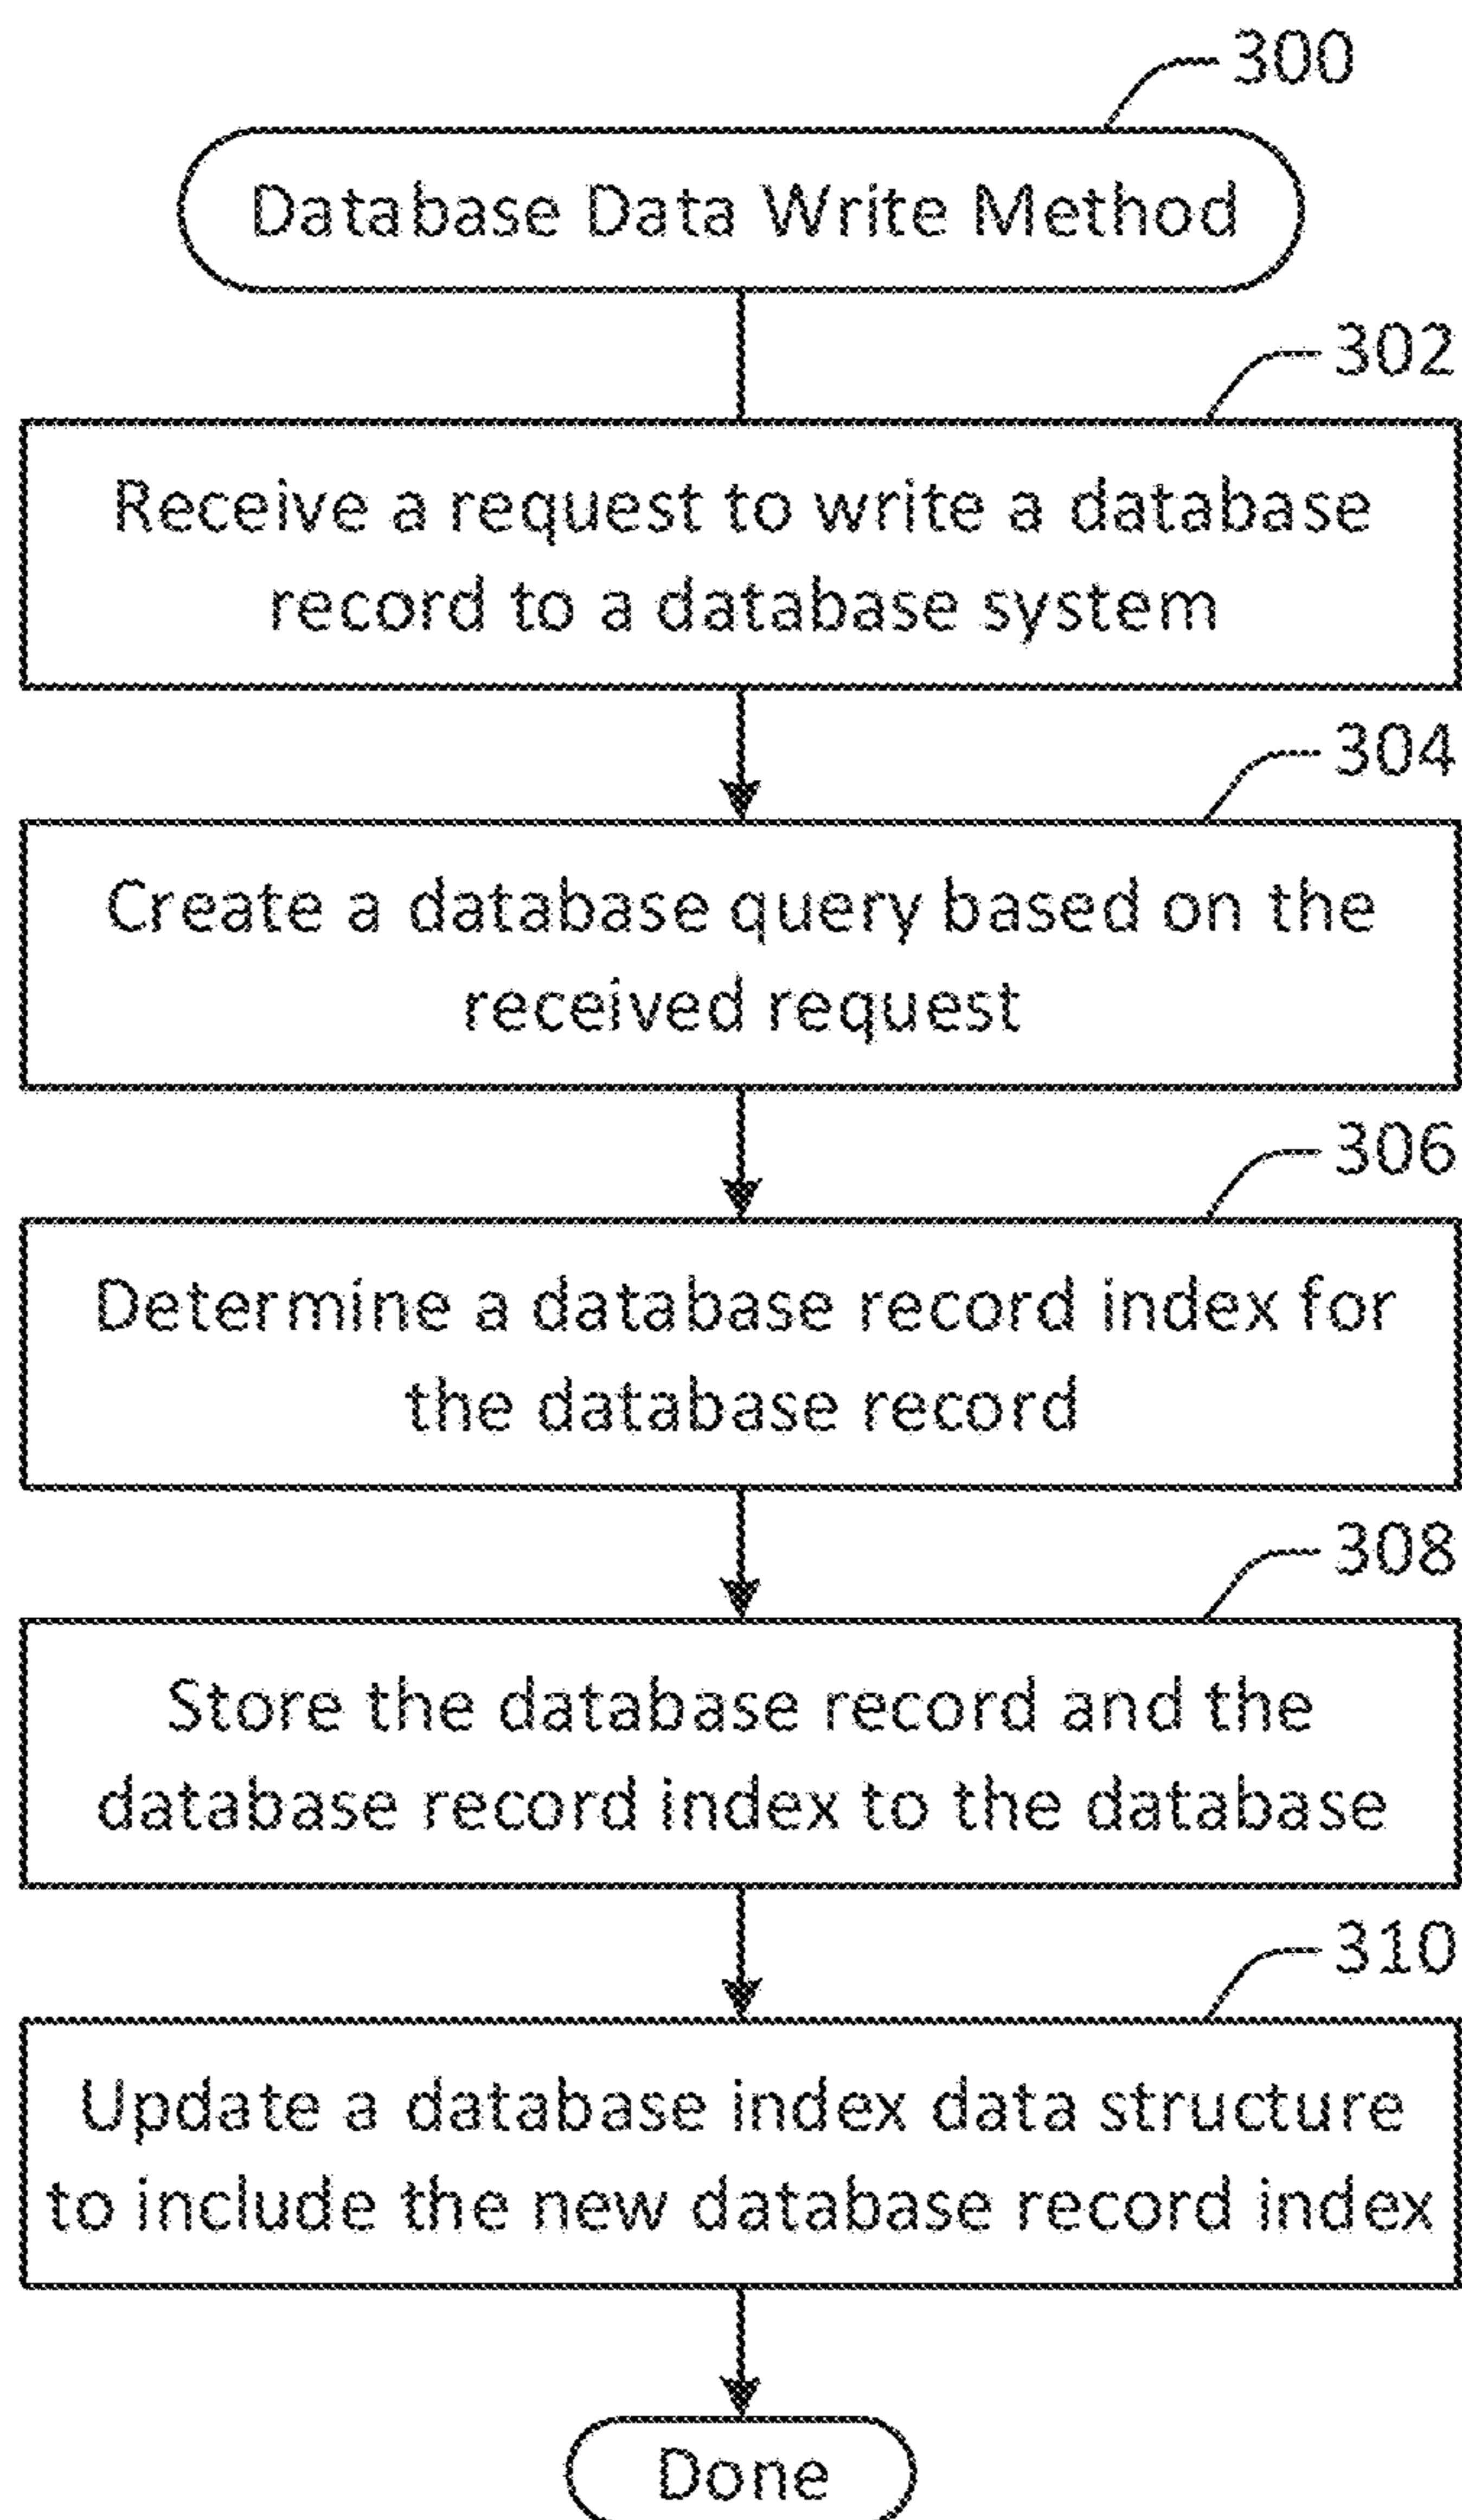 300
Database Data Write Method
302
Receive a request to write a database
record to a database system
304
Create a database query based on the
received request
306
Determine a database record index for
the database record
308
Store the database record and the
database record index to the database
310
Update a database index data structure
to include the new database record index
Done